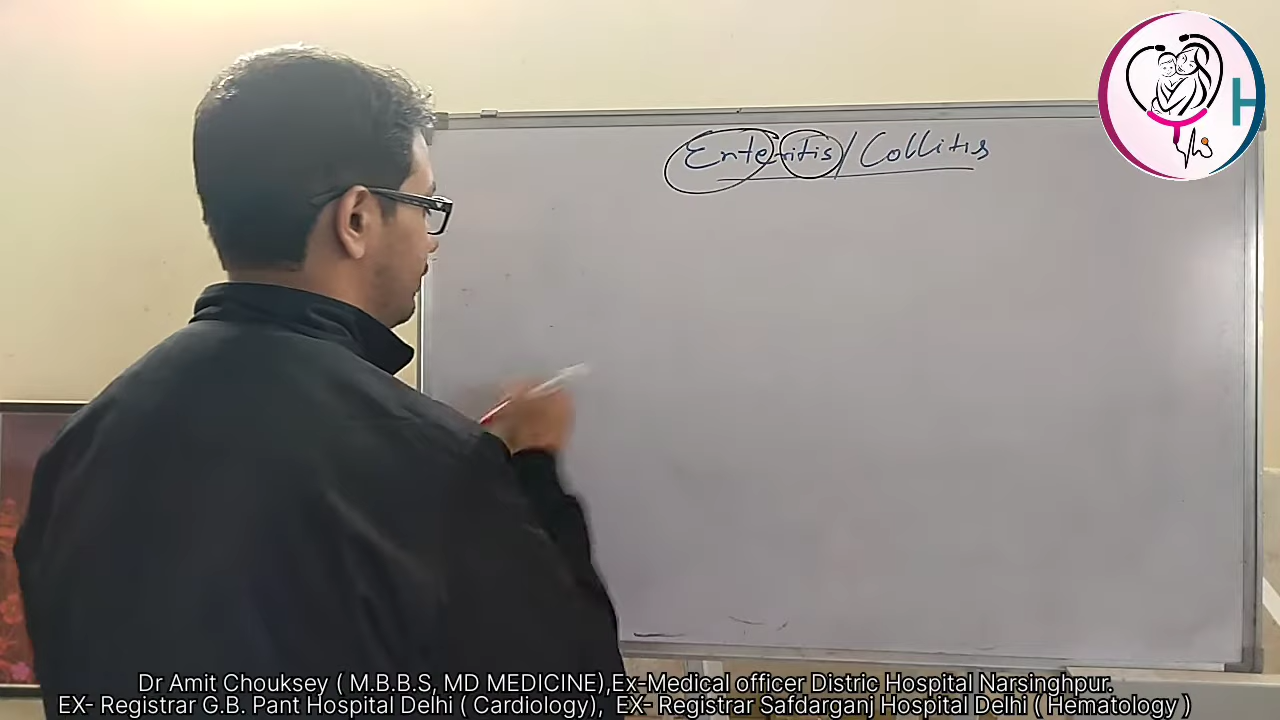 Enteritis/Collitis
H
Dr Amit Chouksey ( M.B.B.S, MD MEDICINE),Ex-Medical officer Distric Hospital Narsinghpur.
EX- Registrar G.B. Pant Hospital Delhi ( Cardiology), EX- Registrar Safdarganj Hospital Delhi ( Hematology )